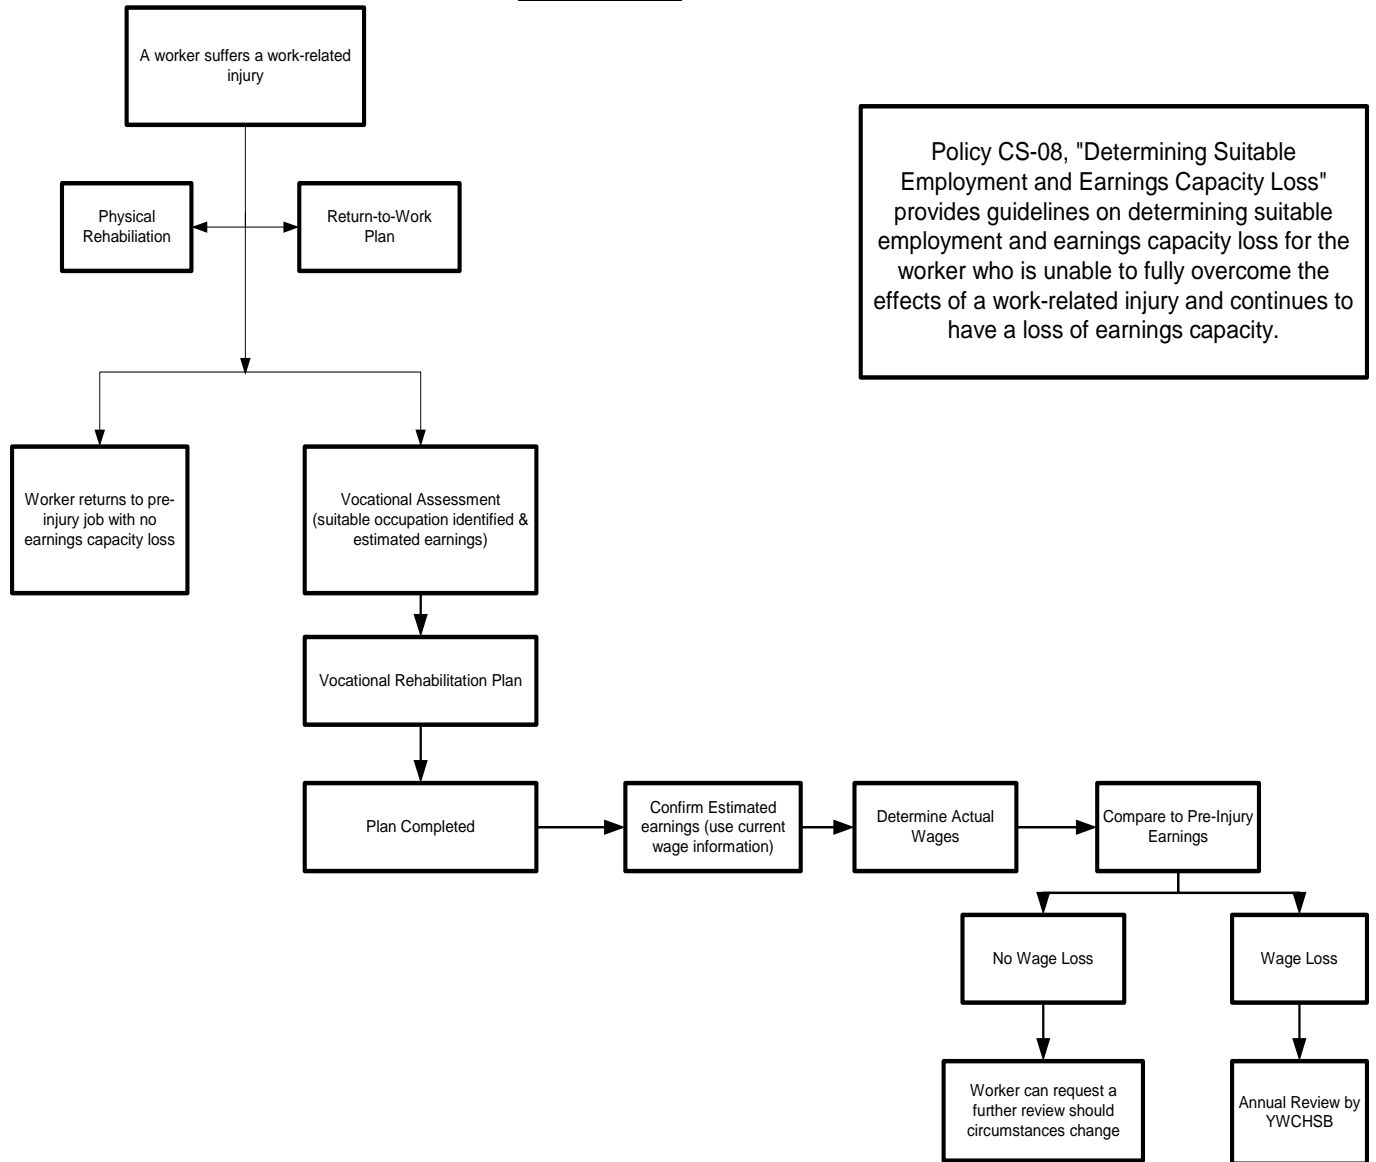 A worker suffers a work-related
injury
Policy CS-08, "Determining Suitable
Employment and Earnings Capacity Loss"
provides guidelines on determining suitable
employment and earnings capacity loss for the
worker who is unable to fully overcome the
effects of a work-related injury and continues to
have a loss of earnings capacity.
Physical
Rehabiliation
Return-to-Work
Plan
Worker returns to pre-
injury job with no
earnings capacity loss
Vocational Assessment
(suitable occupation identified &
estimated earnings)
Vocational Rehabilitation Plan
Plan Completed
Confirm Estimated
earnings (use current
wage information)
Determine Actual
Wages
Compare to Pre-Injury
Earnings
No Wage Loss
Wage Loss
Worker can request a
further review should
circumstances change
Annual Review by
YWCHSB